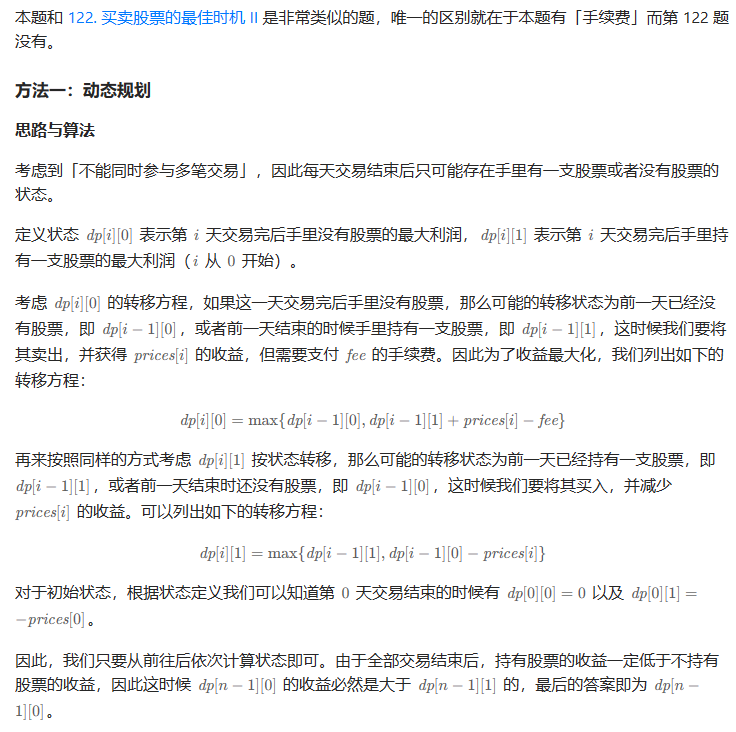 本题和 122. 买卖股票的最佳时机 II 是非常类似的题，唯一的区别就在于本题有「手续费」而第 122 题
没有。
方法一：动态规划
思路与算法
考虑到「不能同时参与多笔交易」，因此每天交易结束后只可能存在手里有一支股票或者没有股票的
状态。
定义状态 dp[i][0] 表示第 i 天交易完后手里没有股票的最大利润，dp[i][1] 表示第 i 天交易完后手里持
有一支股票的最大利润（i 从 0 开始）。
考虑 dp[i][0] 的转移方程，如果这一天交易完后手里没有股票，那么可能的转移状态为前一天已经没
有股票，即 dp[i−1][0]，或者前一天结束的时候手里持有一支股票，即 dp[i−1][1]，这时候我们要将
其卖出，并获得 prices[i] 的收益，但需要支付 fee 的手续费。因此为了收益最大化，我们列出如下的
转移方程：
dp[i][0] = max{dp[i−1][0], dp[i−1][1] + prices[i] − fee}
再来按照同样的方式考虑 dp[i][1] 按状态转移，那么可能的转移状态为前一天已经持有一支股票，即
dp[i−1][1]，或者前一天结束时还没有股票，即 dp[i−1][0]，这时候我们要将其买入，并减少
prices[i] 的收益。可以列出如下的转移方程：
dp[i][1] = max{dp[i−1][1], dp[i−1][0] − prices[i]}
对于初始状态，根据状态定义我们可以知道第 0 天交易结束的时候有 dp[0][0] = 0 以及 dp[0][1] =
−prices[0]。
因此，我们只要从前往后依次计算状态即可。由于全部交易结束后，持有股票的收益一定低于不持有
股票的收益，因此这时候 dp[n−1][0] 的收益必然是大于 dp[n−1][1] 的，最后的答案即为 dp[n−
1][0]。